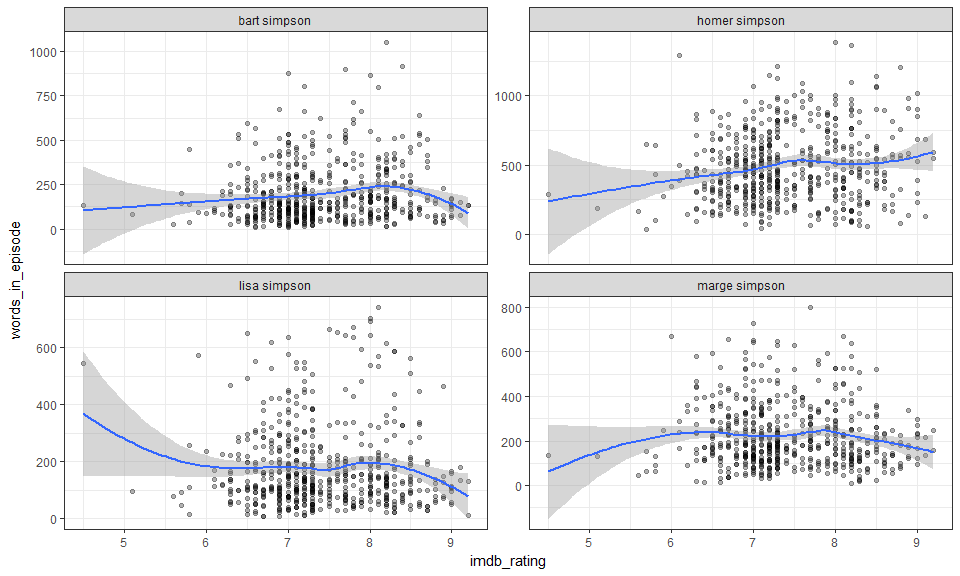 bart simpson
homer simpson
1000
750
500
250
0
1000
500
0
lisa simpson
marge simpson
600
400
200
0
800
600
400
200
0
5 6 7 8 9
5 6 7 8 9
imdb_rating
words_in_episode